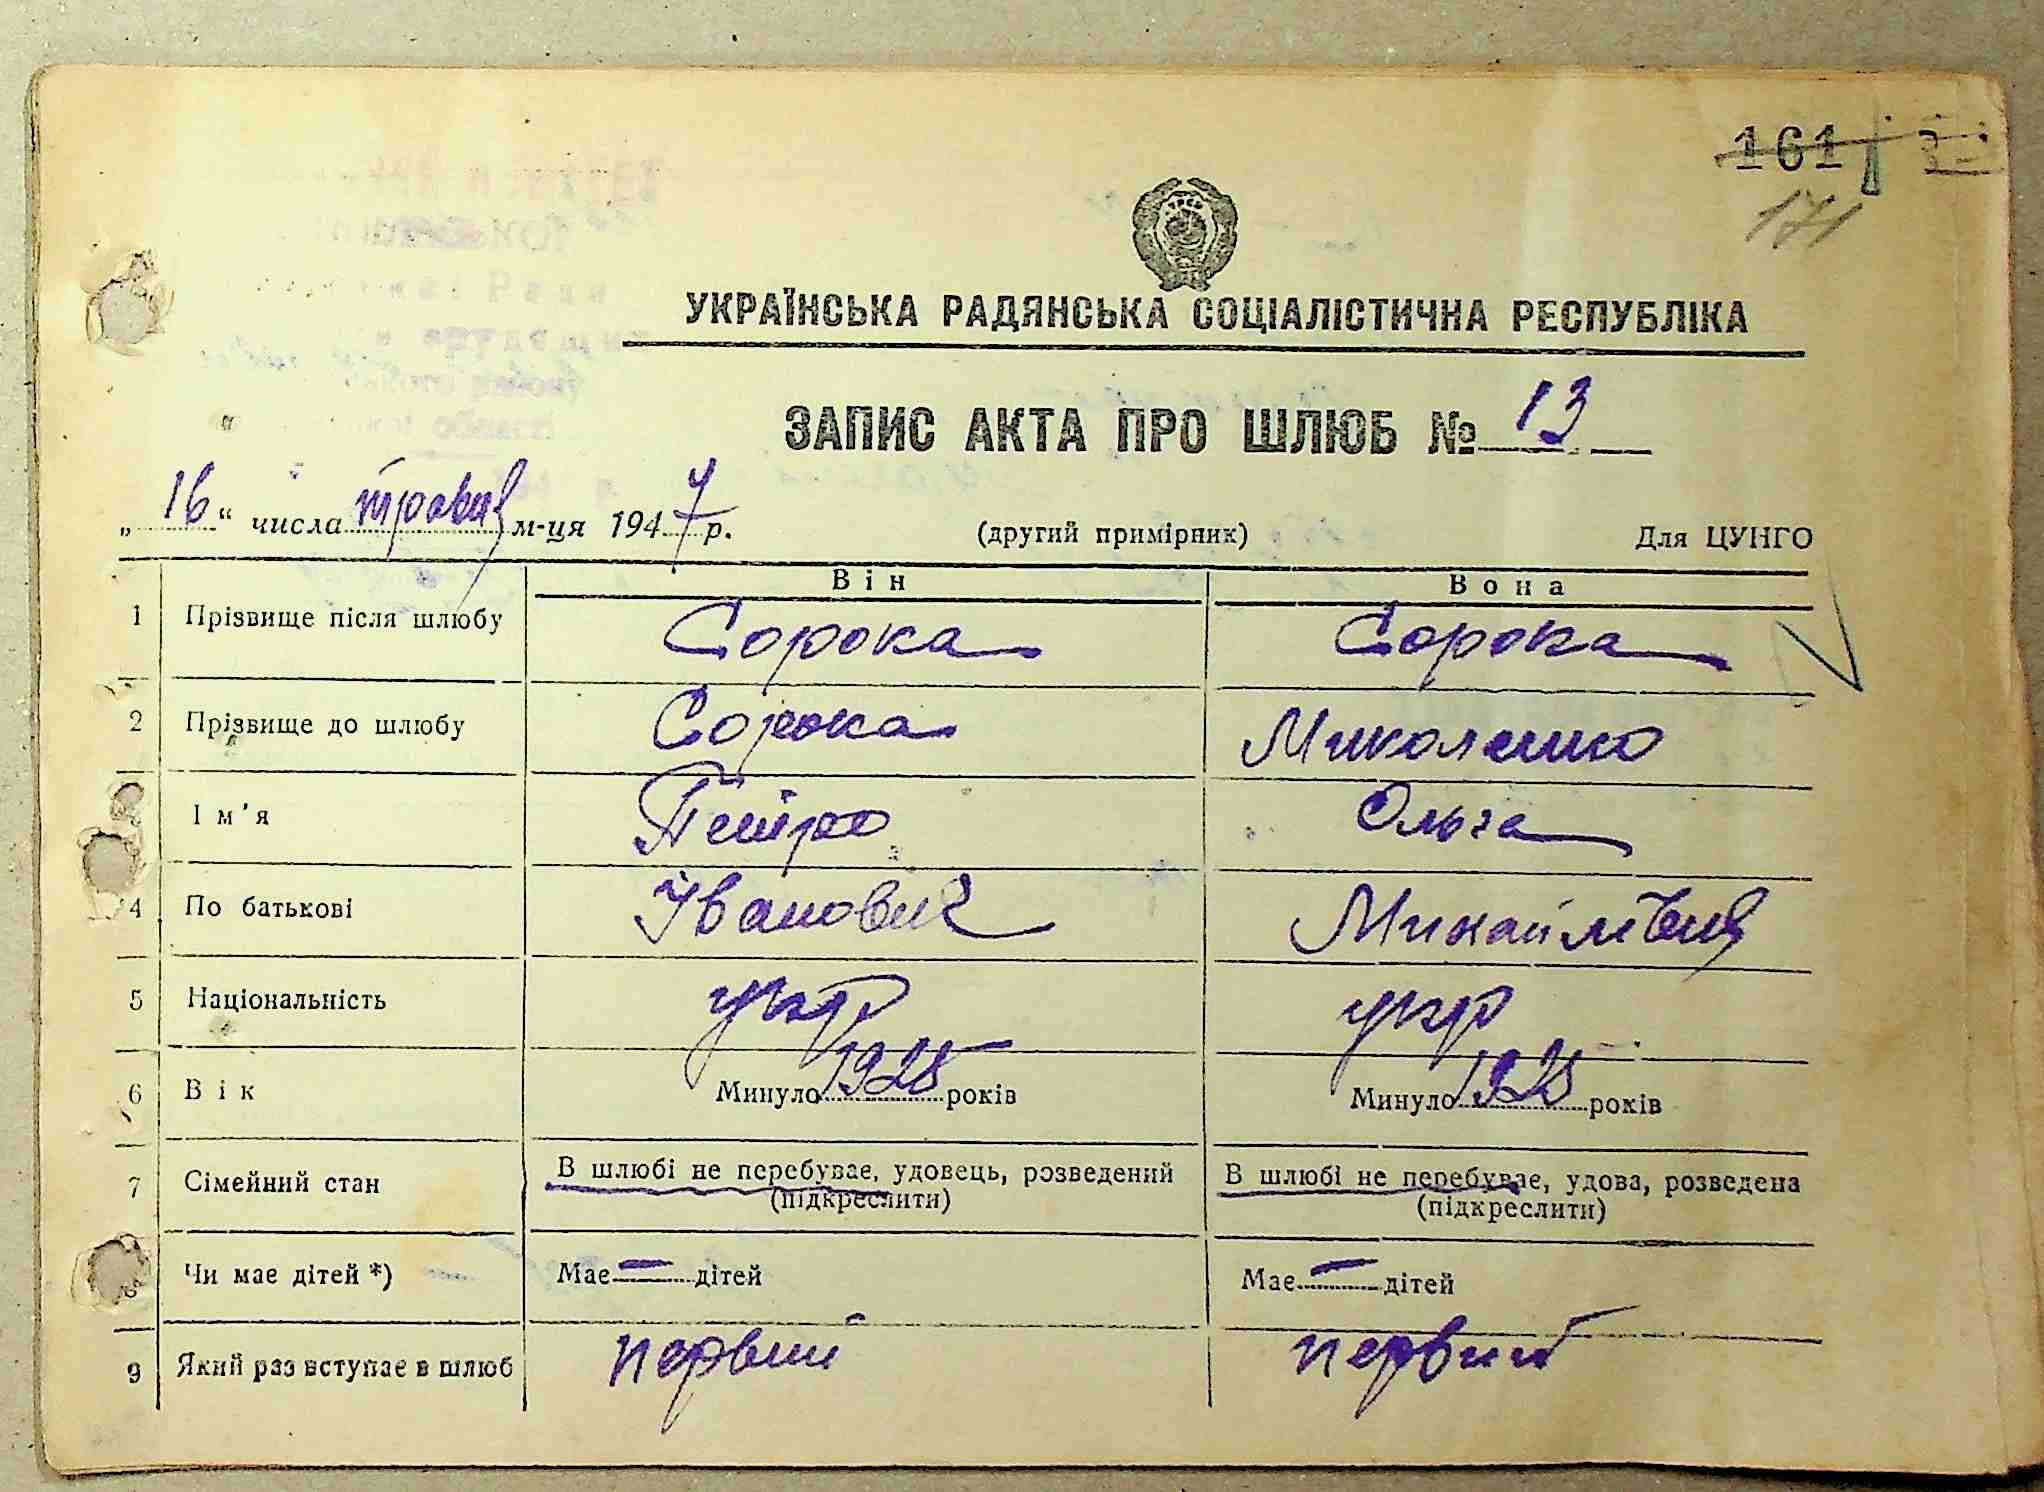 161
171
УКРАЇНСЬКА РАДЯНСЬКА СОЦІАЛІСТИЧНА РЕСПУБЛІКА
ЗАПИС АКТА ПРО ШЛЮБ № 13
„16“ числа травня м-ця 1947 р. (другий примірник) Для ЦУНГО
Він Вона
1 Прізвище після шлюбу Сорока Сорока
2 Прізвище до шлюбу Сорока Миколенко
Ім'я Петро Ольга
4 По батькові Іванович Михайлівна
5 Національність укр укр
6 Вік Минуло 1925 років Минуло 1925 років
7 Сімейний стан В шлюбі не перебуває, удовець, розведений В шлюбі не перебуває, удова, розведена
(підкреслити) (підкреслити)
8 Чи має дітей *) Має — дітей Має — дітей
9 Який раз вступає в шлюб первий первий